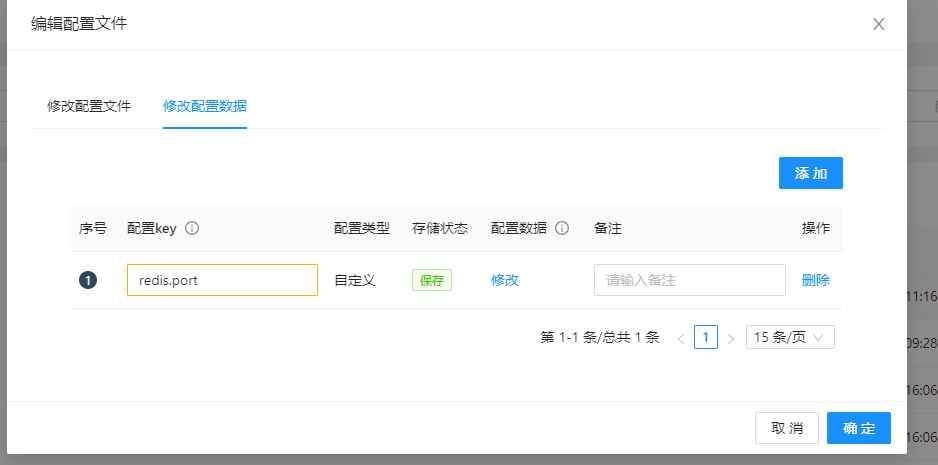 编辑配置文件
修改配置文件 修改配置数据
添 加
序号 配置key 配置类型 存储状态 配置数据 备注 操作
1 redis.port 自定义 保存 修改 请输入备注 删除
11:16
第 1-1 条/总共 1 条 < 1 > 15 条/页
09:28
16:06
取 消 确 定
16:06